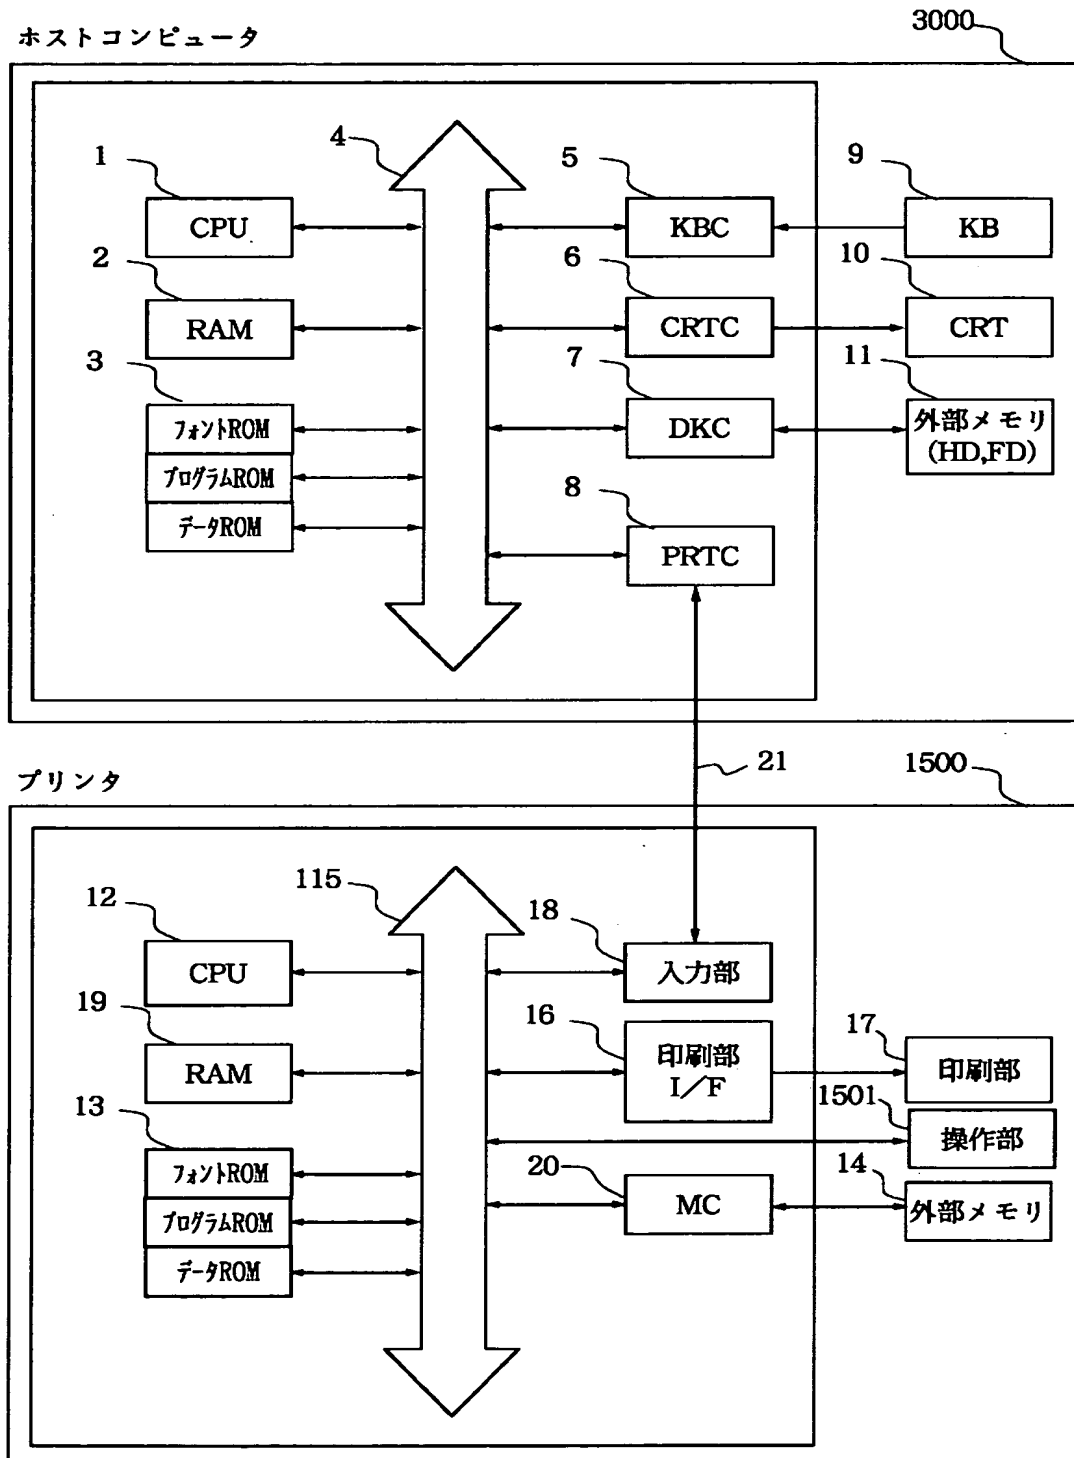 ホストコンピュータ
3000
4
1
CPU
5
KBC
9
KB
2
RAM
6
CRTC
10
CRT
3
フォントROM
プログラムROM
データROM
7
DKC
11
外部メモリ
(HD,FD)
8
PRTC
21
プリンタ
1500
115
12
CPU
18
入力部
19
RAM
16
印刷部
I/F
17
印刷部
1501
操作部
13
フォントROM
プログラムROM
データROM
20
MC
14
外部メモリ